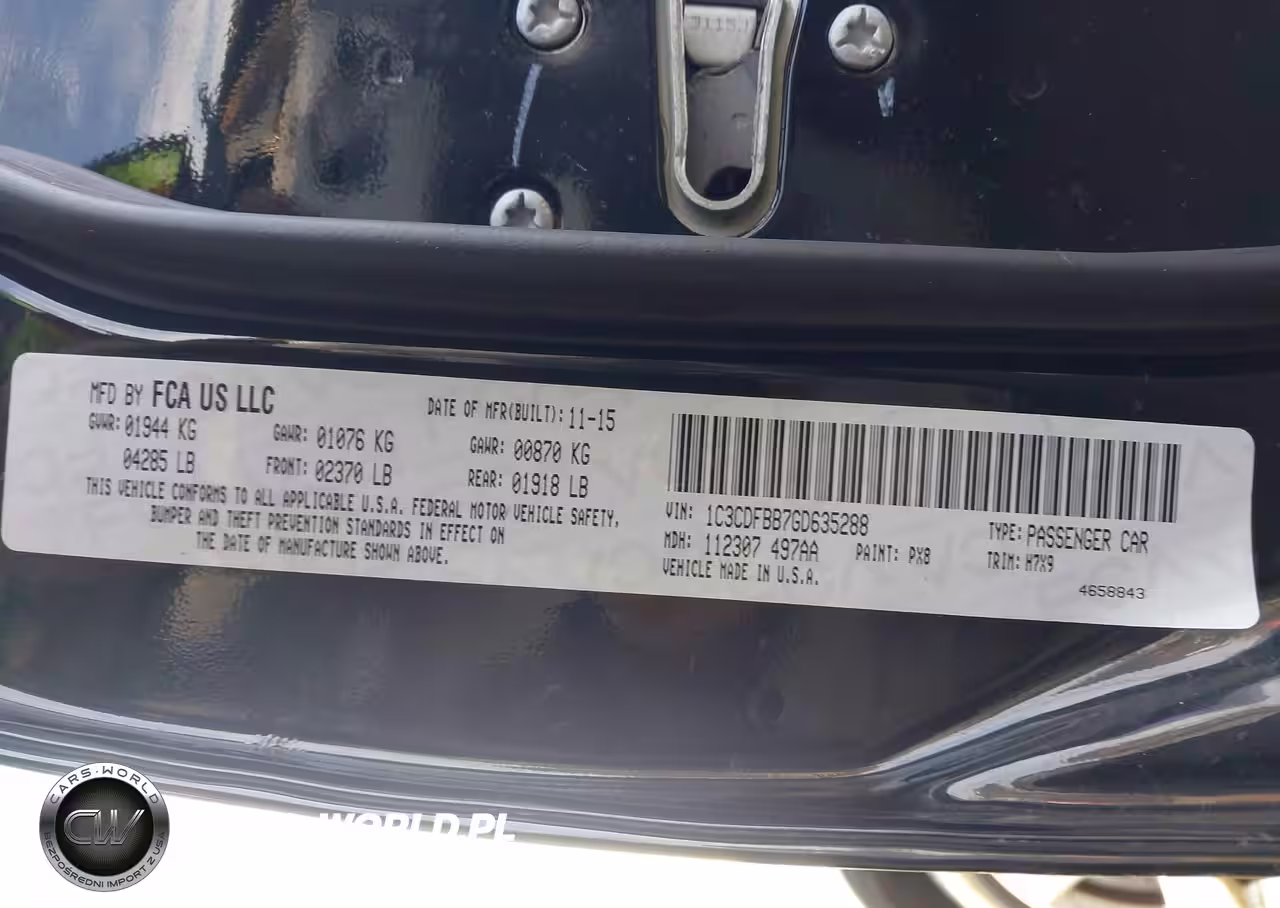 MFD BY FCA US LLC
DATE OF MFR(BUILT): 11-15
GVWR: 01944 KG
04285 LB
GAWR: 01076 KG
FRONT: 02370 LB
GAWR: 00870 KG
REAR: 01918 LB
THIS VEHICLE CONFORMS TO ALL APPLICABLE U.S.A. FEDERAL MOTOR VEHICLE SAFETY,
BUMPER AND THEFT PREVENTION STANDARDS IN EFFECT ON
THE DATE OF MANUFACTURE SHOWN ABOVE.
VIN: 1C3CDFBB7GD635288
TYPE: PASSENGER CAR
MDH: 112307 497AA
PAINT: PX8
TRIM: H7X9
VEHICLE MADE IN U.S.A.
4658843
CARS-WORLD
CW
BEZPOŚREDNI IMPORT Z USA
WORLD.PL